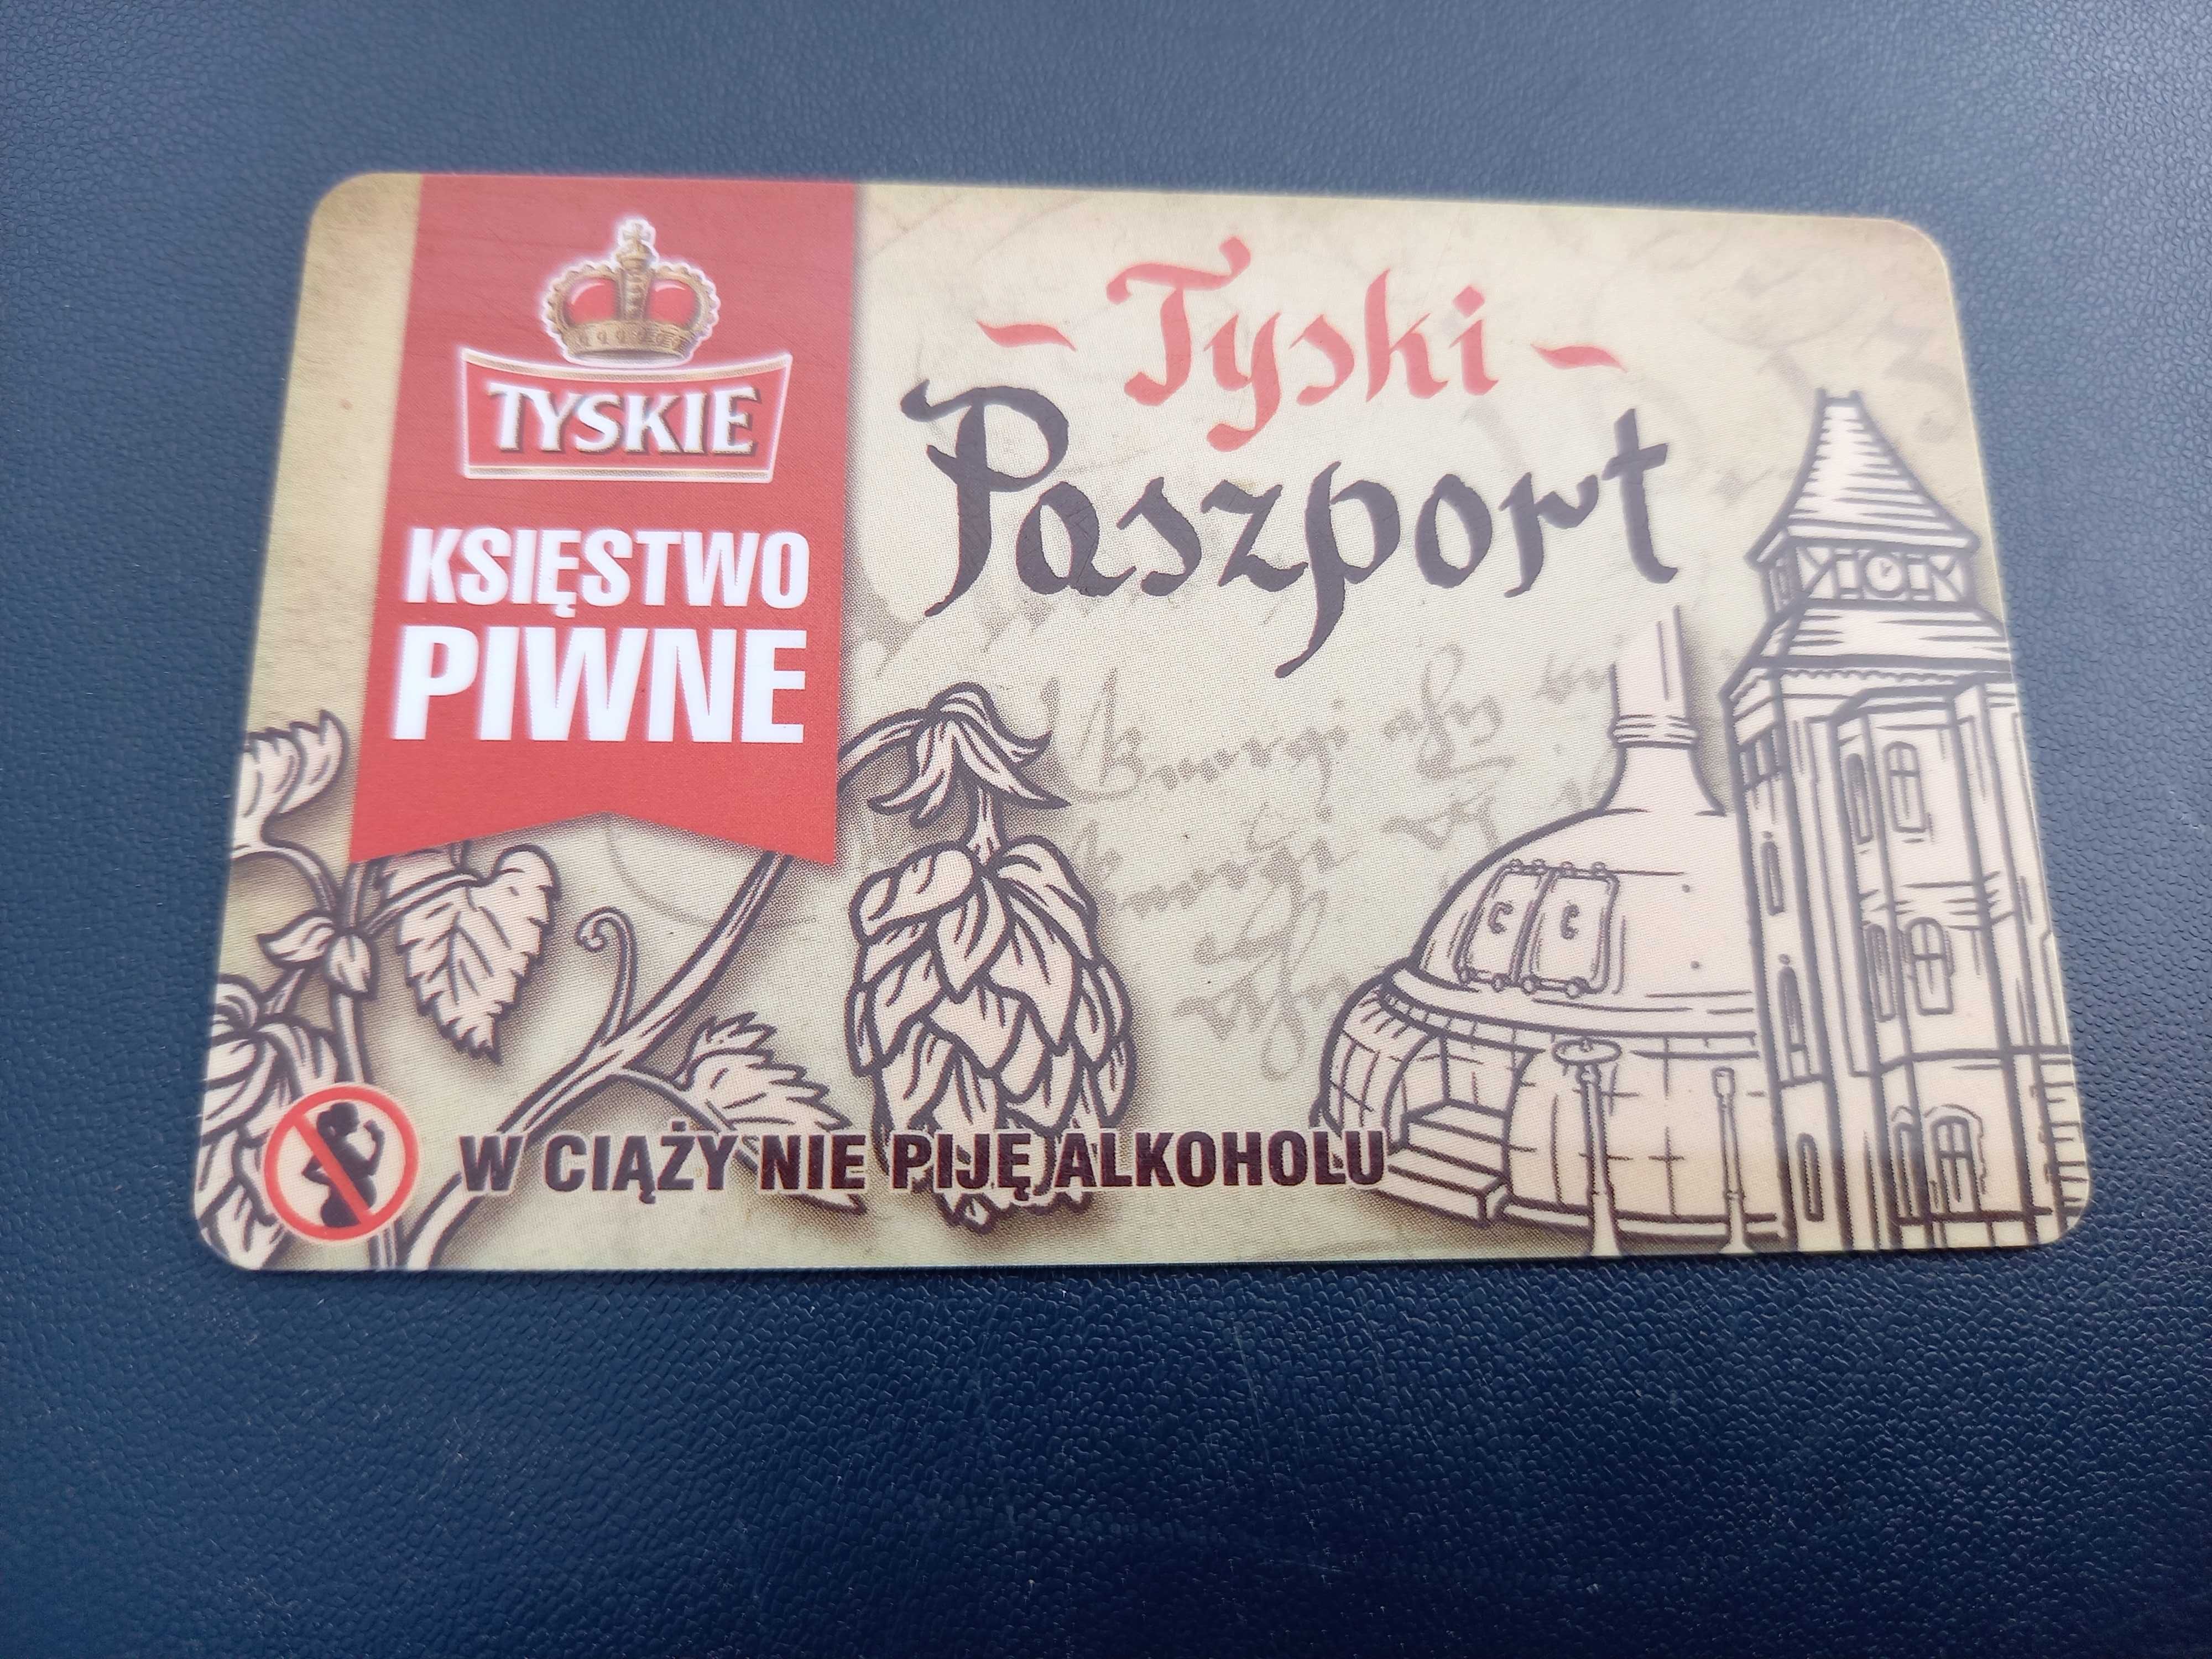 TYSKIE
KSIĘSTWO
PIWNE
- Tyski -
Paszport
W CIĄŻY NIE PIJĘ ALKOHOLU